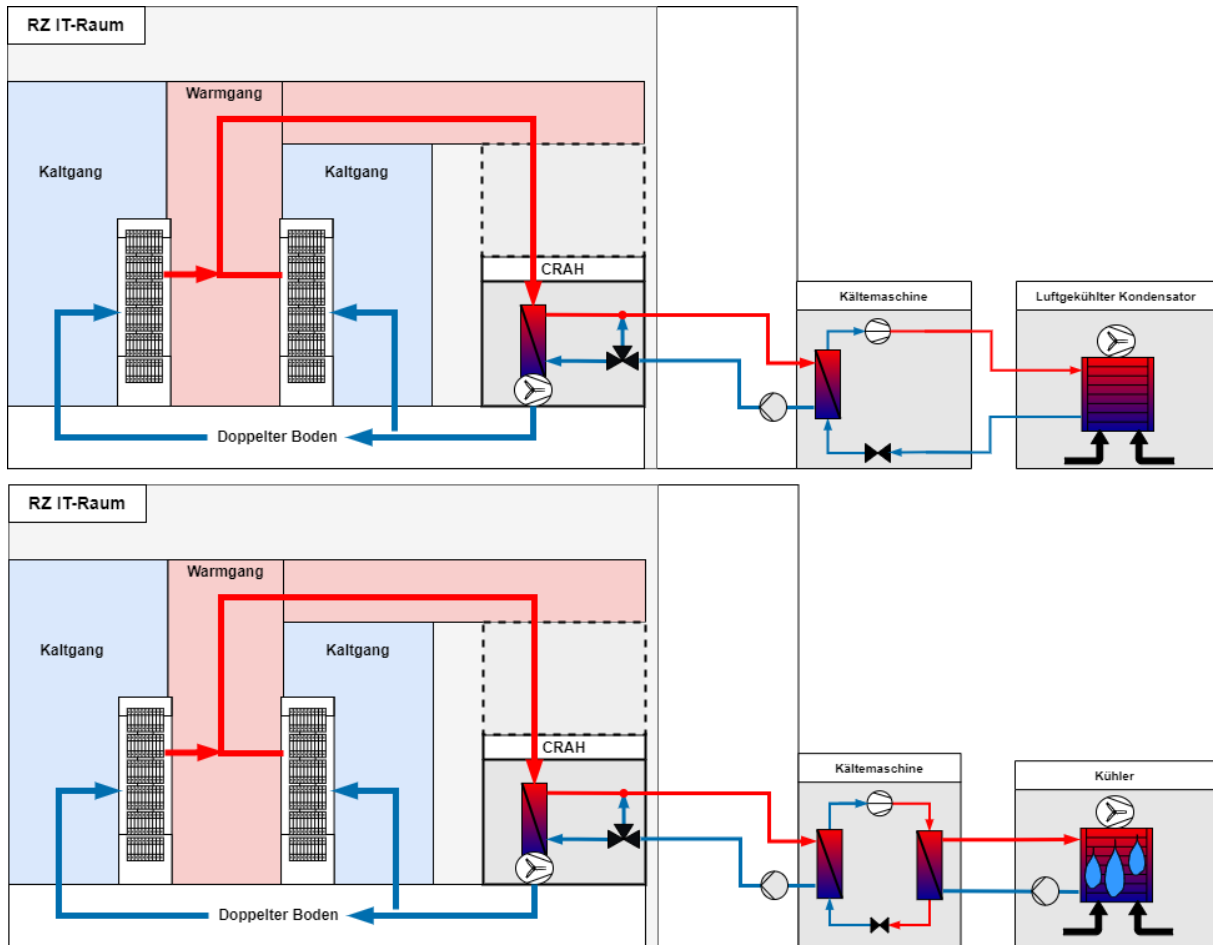 RZ IT-Raum
Warmgang
Kaltgang
Kaltgang
CRAH
Kältemaschine
Luftgekühlter Kondensator
Doppelter Boden
RZ IT-Raum
Warmgang
Kaltgang
Kaltgang
CRAH
Kältemaschine
Kühler
Doppelter Boden